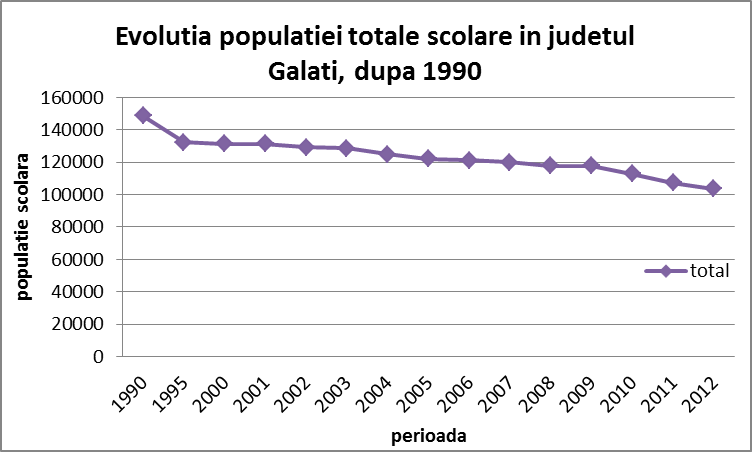 Evolutia populatiei totale scolare in judetul
Galati, dupa 1990
160000
140000
120000
100000
80000
60000
40000
20000
0
populatie scolara
total
1990 1995 2000 2001 2002 2003 2004 2005 2006 2007 2008 2009 2010 2011 2012
perioada